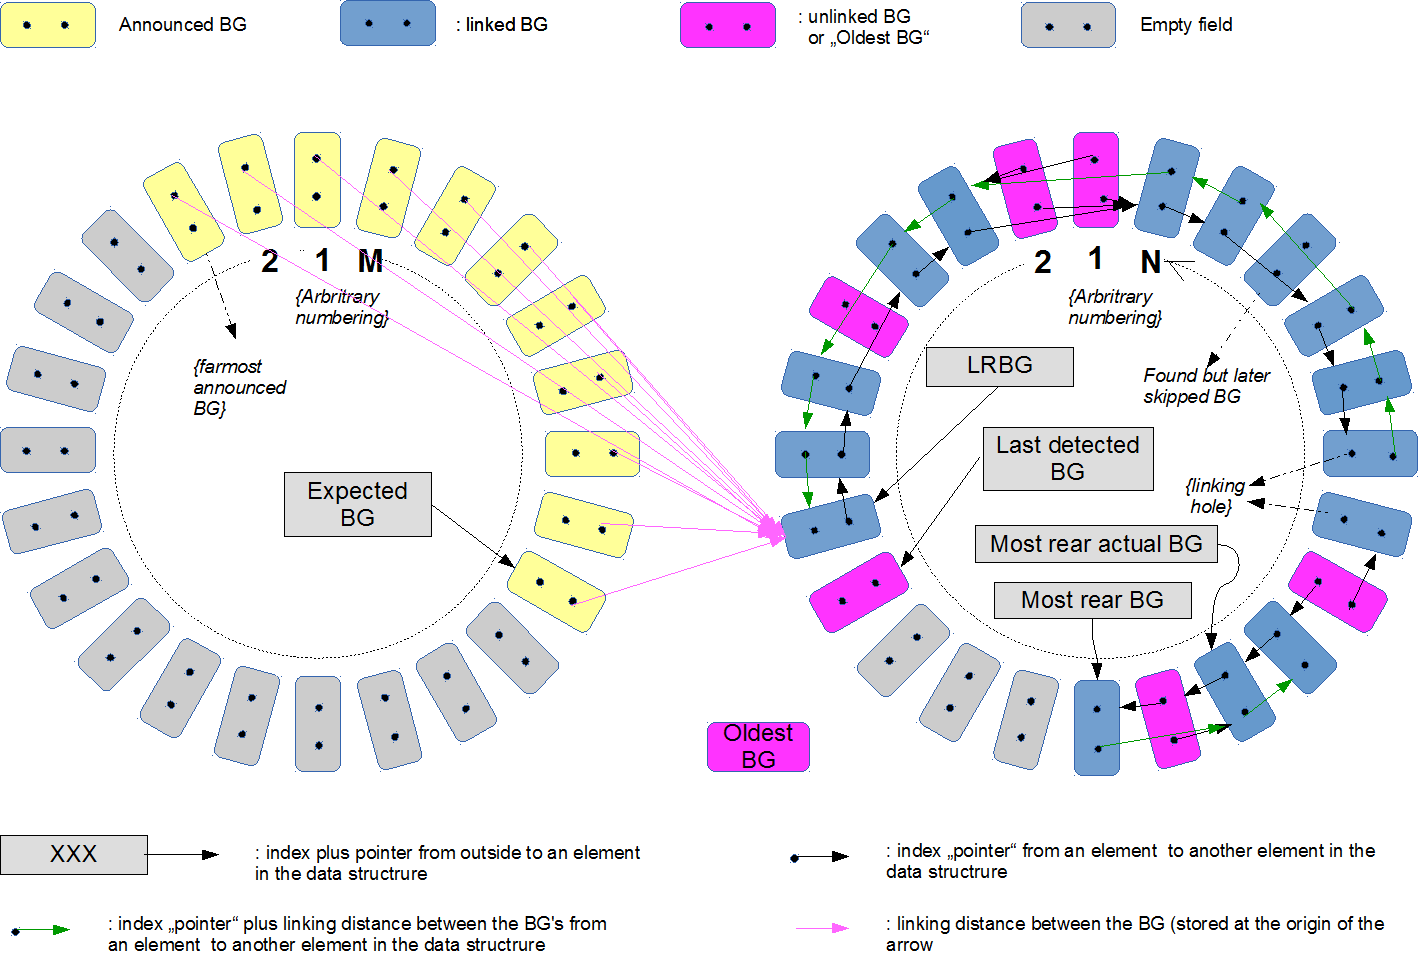 Announced BG
: linked BG
: unlinked BG
or „Oldest BG“
Empty field
2 1 M
{Arbritrary
numbering}
{farmost
announced
BG}
Expected
BG
2 1 N
{Arbritrary
numbering}
LRBG
Found but later
skipped BG
Last detected
BG
{linking
hole}
Most rear actual BG
Most rear BG
Oldest
BG
XXX
: index plus pointer from outside to an element
in the data structrure
: index „pointer“ from an element to another element in the
data structrure
: index „pointer“ plus linking distance between the BG's from
an element to another element in the data structrure
: linking distance between the BG (stored at the origin of the
arrow